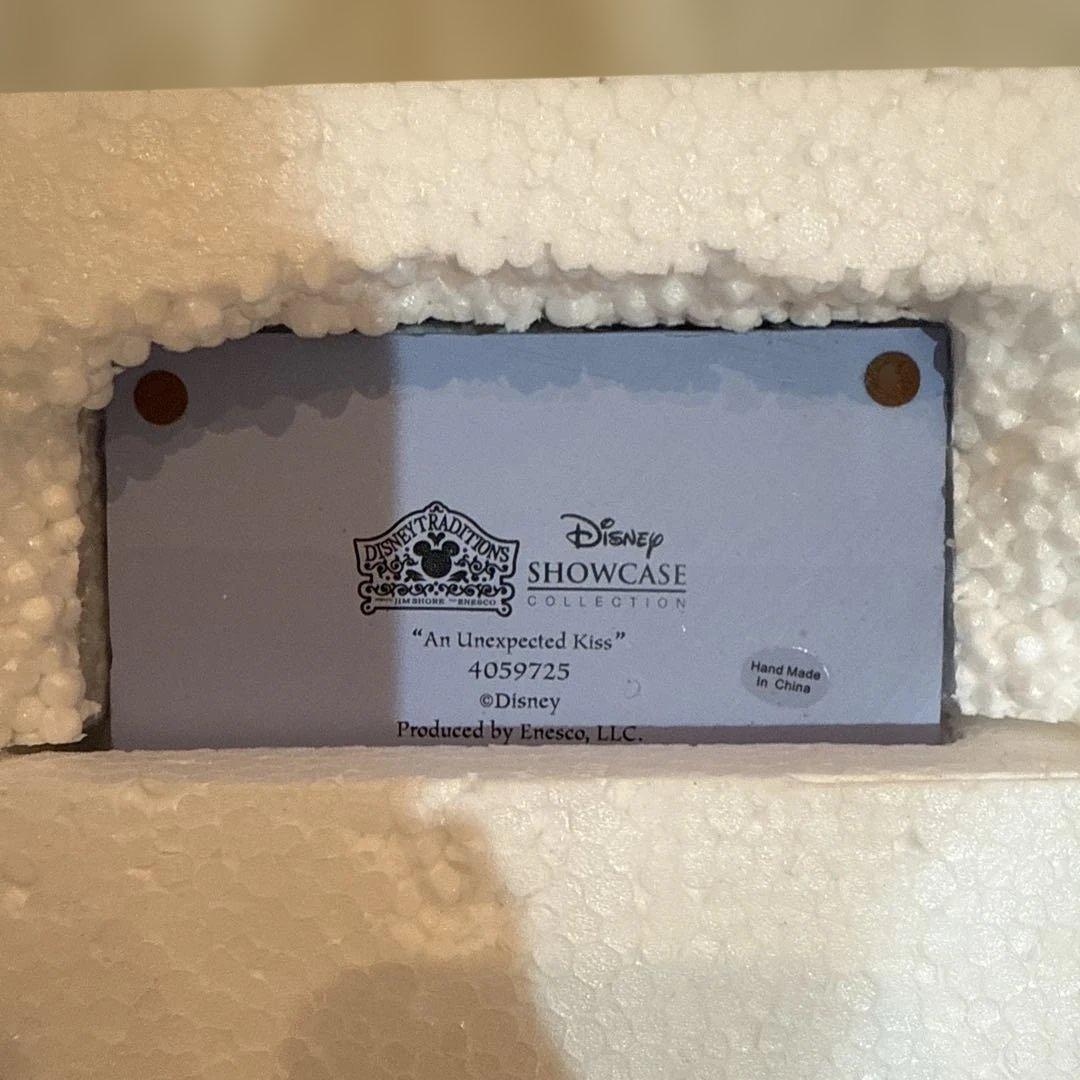 DISNEY TRADITIONS
JIM SHORE ENESCO
Disney
SHOWCASE
COLLECTION
“An Unexpected Kiss”
4059725
©Disney
Produced by Enesco, LLC.
Hand Made
In China